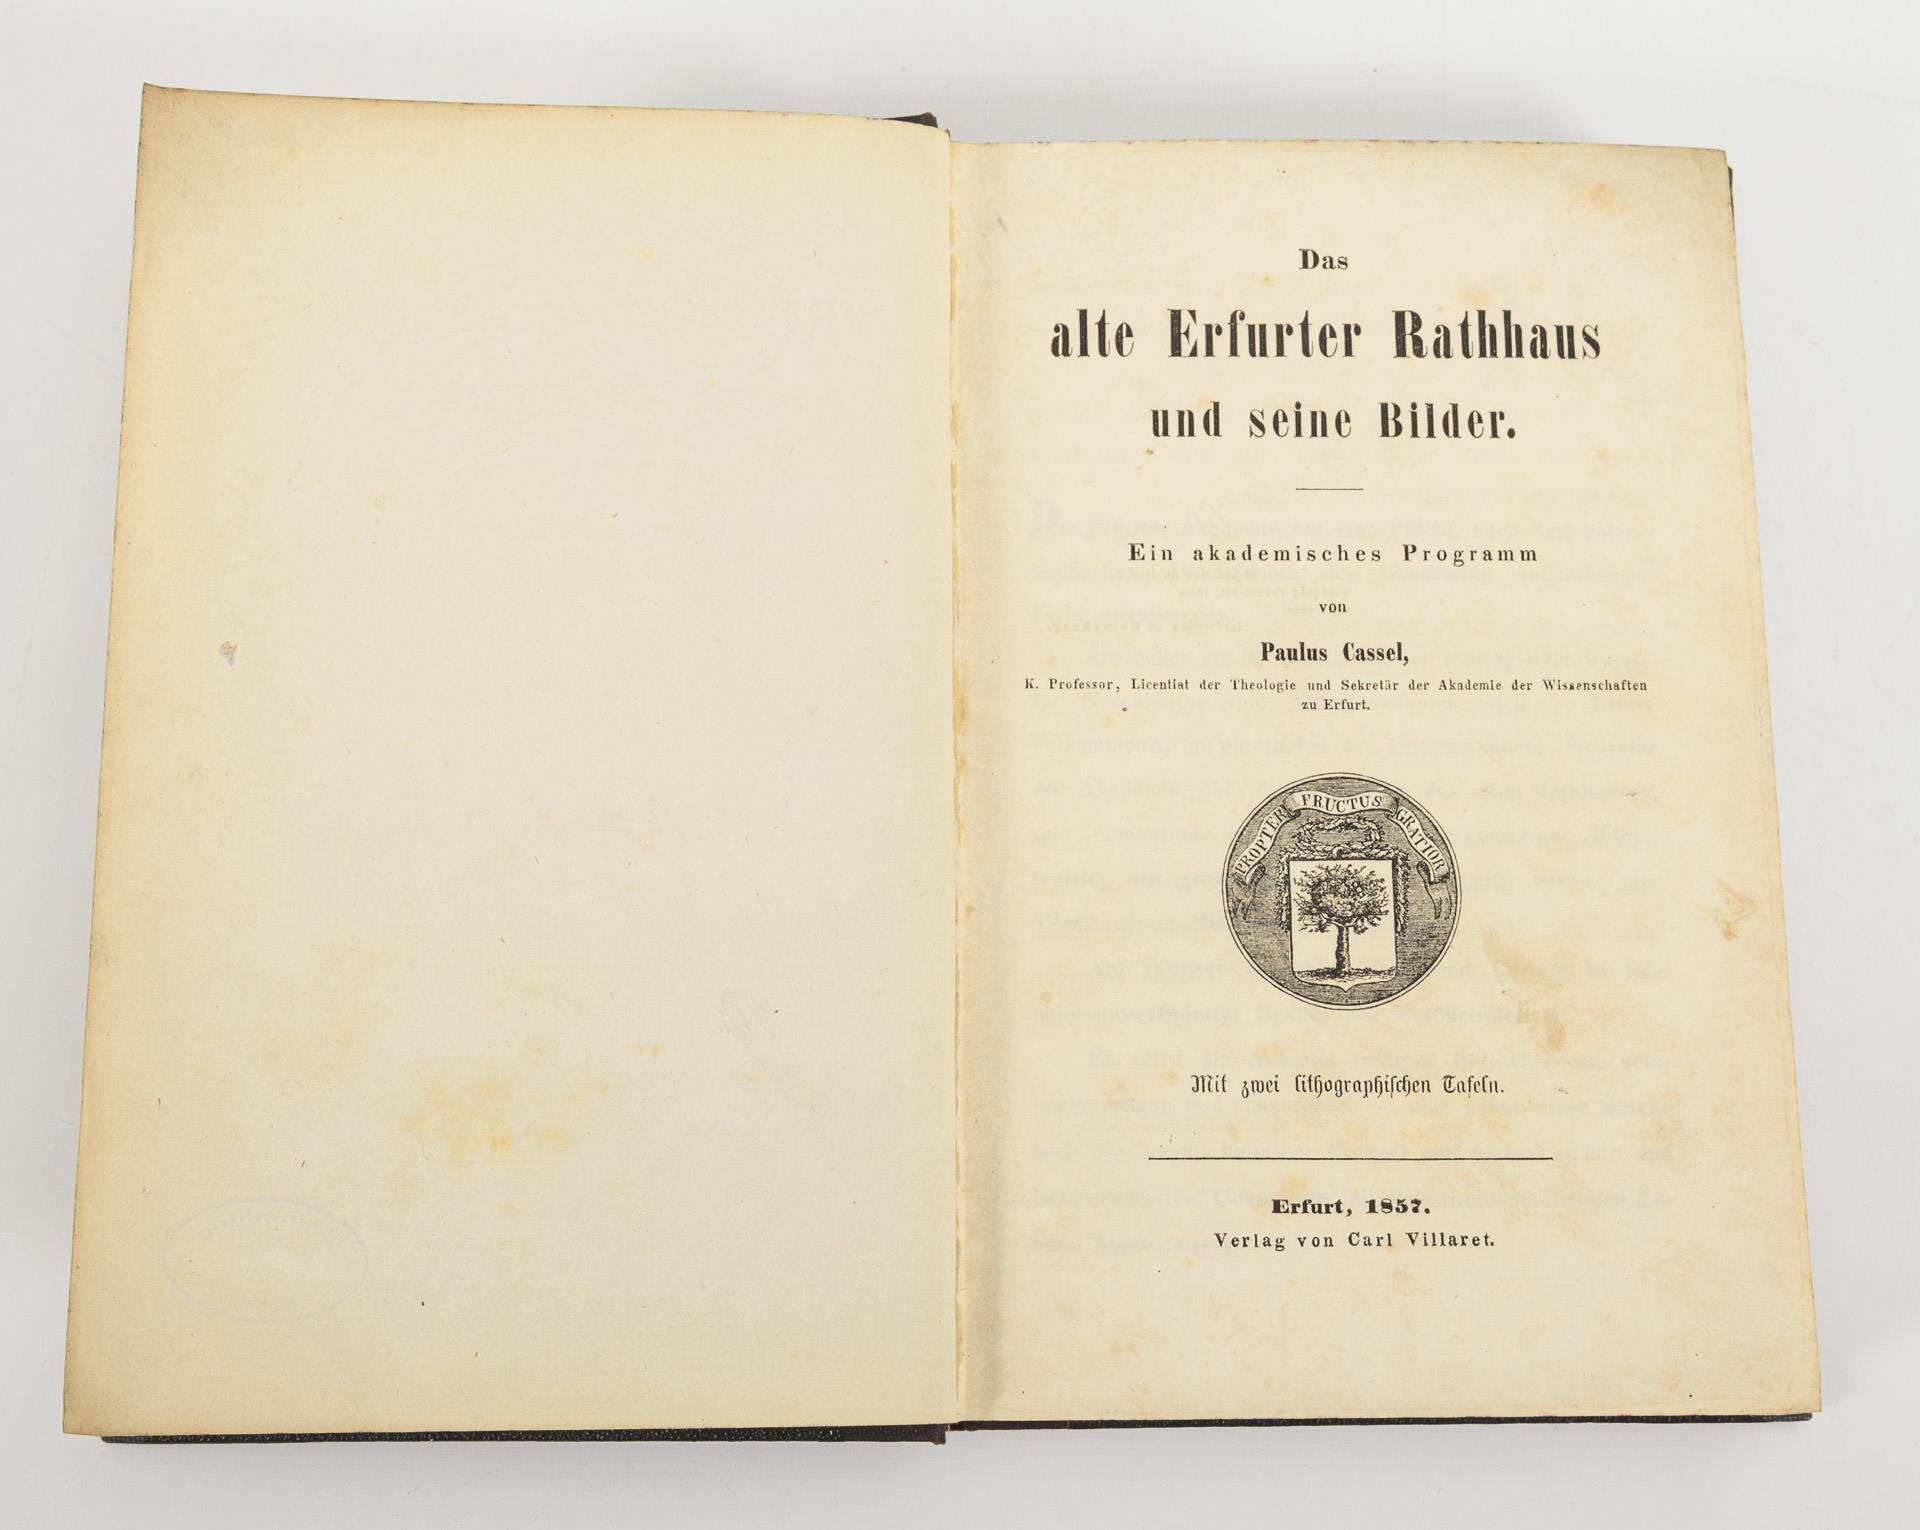 Das
alte Erfurter Rathhaus
und seine Bilder.
Ein akademisches Programm
von
Paulus Cassel,
K. Professor, Licentiat der Theologie und Sekretär der Akademie der Wissenschaften
zu Erfurt.
PROPTER FRUCTUS GRATIOR
Mit zwei lithographischen Tafeln.
Erfurt, 1857.
Verlag von Carl Villaret.